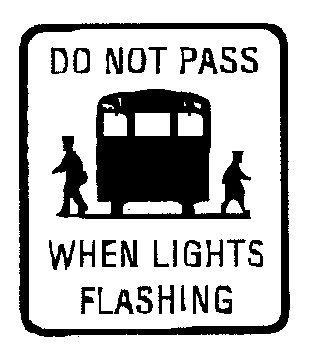 DO NOT PASS
WHEN LIGHTS
FLASHING